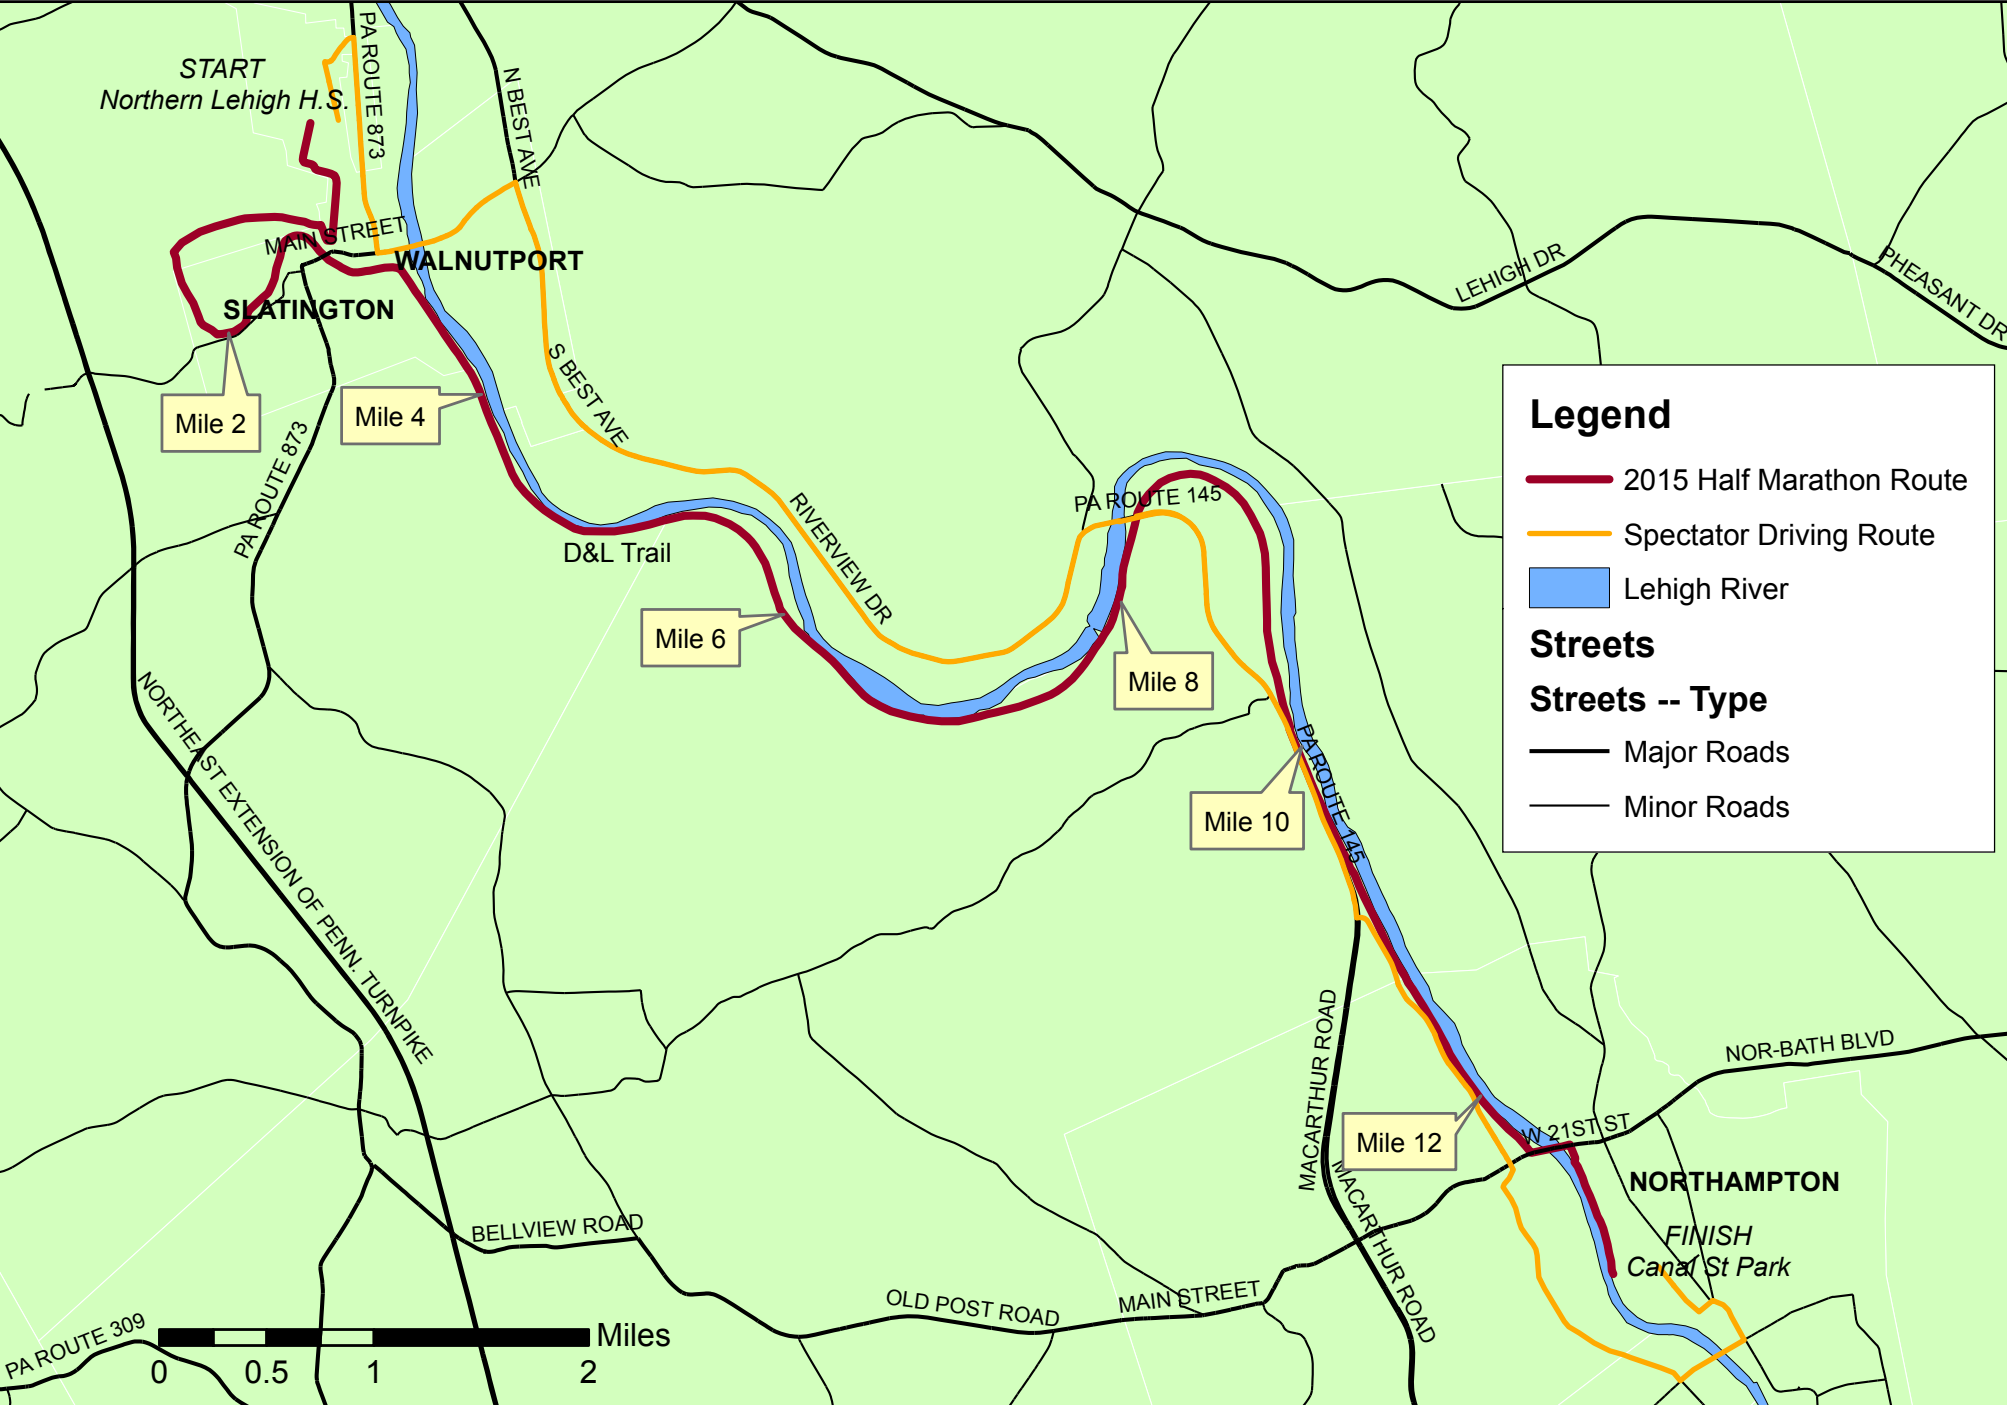 PA ROUTE 873
START
Northern Lehigh H.S.
N BEST AVE
MAIN STREET
WALNUTPORT
SLATINGTON
LEHIGH DR
PHEASANT DR
Mile 2
Mile 4
S BEST AVE
PA ROUTE 873
D&L Trail
RIVERVIEW DR
PA ROUTE 145
Mile 6
Mile 8
Legend
2015 Half Marathon Route
Spectator Driving Route
Lehigh River
Streets
Streets -- Type
Major Roads
Minor Roads
NORTHEAST EXTENSION OF PENN. TURNPIKE
PA ROUTE 145
Mile 10
MACARTHUR ROAD
NOR-BATH BLVD
Mile 12
W 21ST ST
NORTHAMPTON
FINISH
Canal St Park
MACARTHUR ROAD
BELLVIEW ROAD
OLD POST ROAD
MAIN STREET
PA ROUTE 309
Miles
0 0.5 1 2